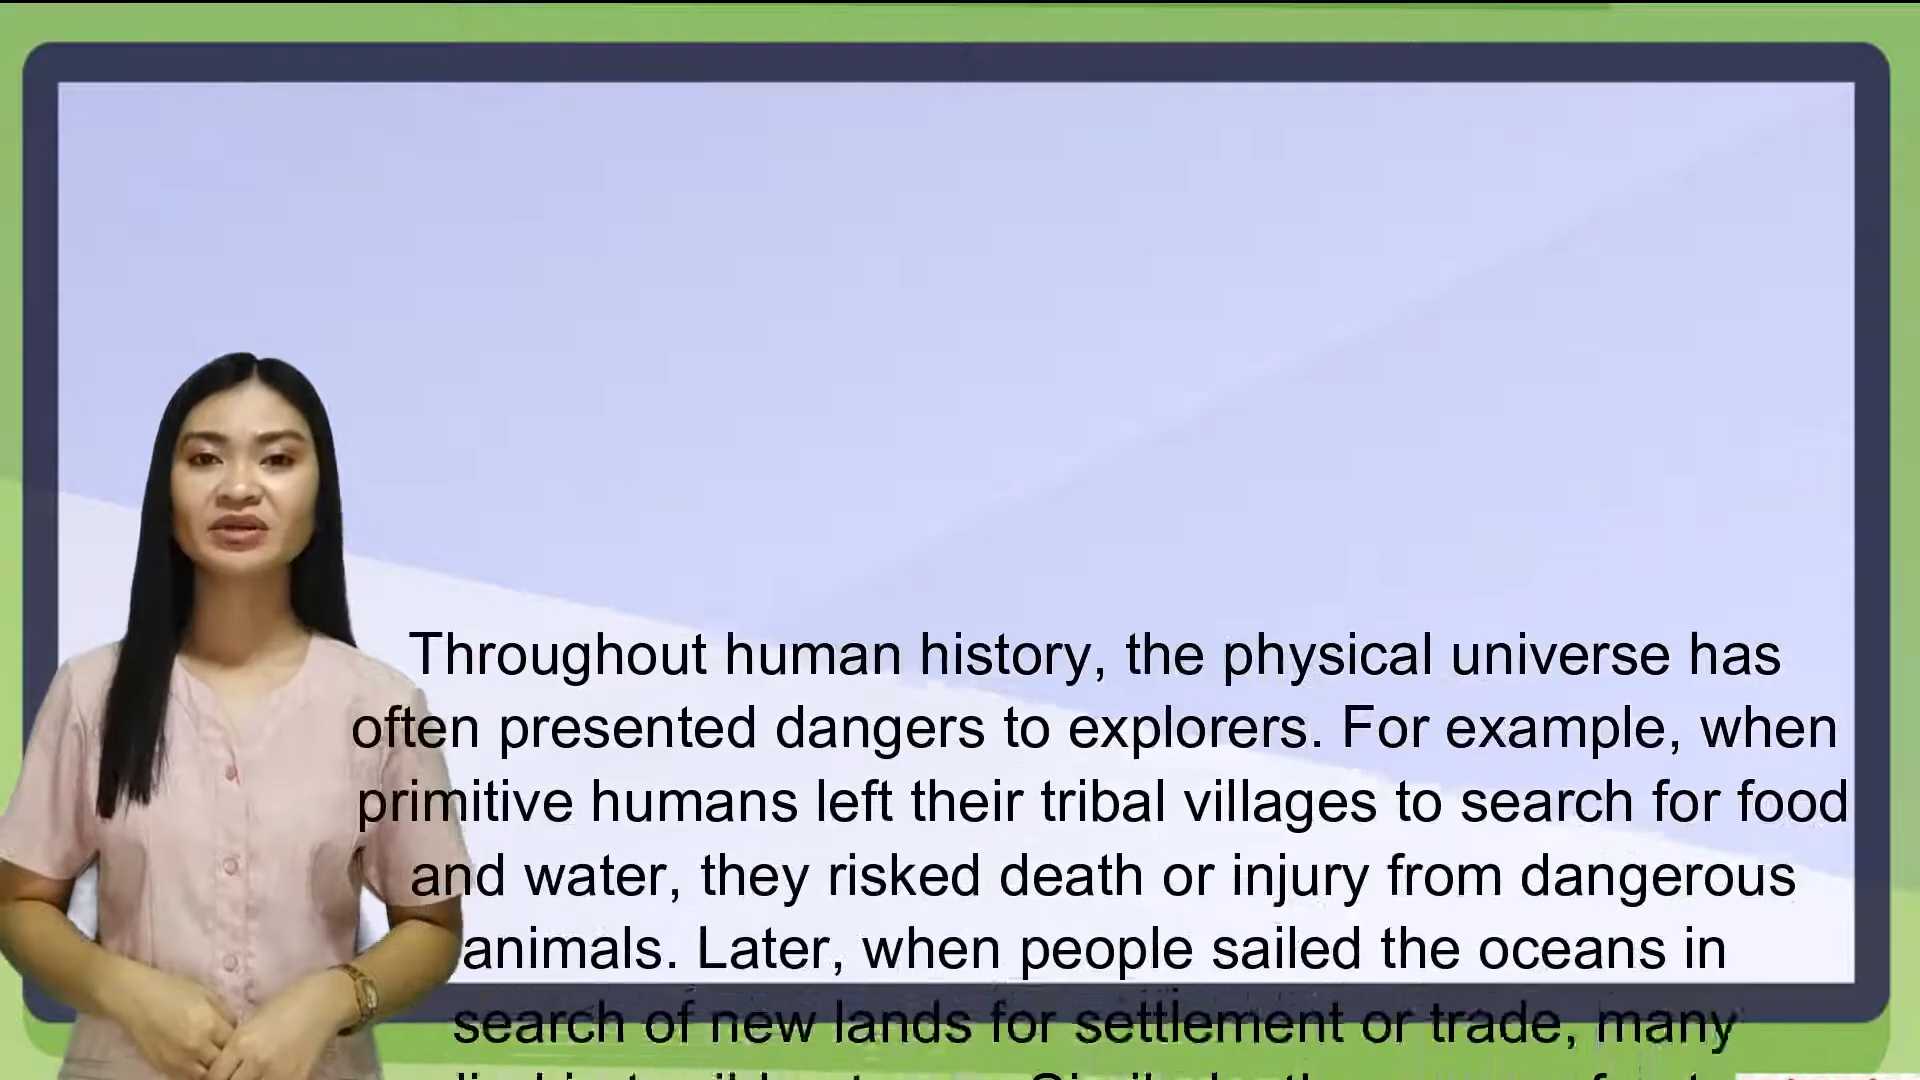 Throughout human history, the physical universe has
often presented dangers to explorers. For example, when
primitive humans left their tribal villages to search for food
and water, they risked death or injury from dangerous
animals. Later, when people sailed the oceans in
search of new lands for settlement or trade, many